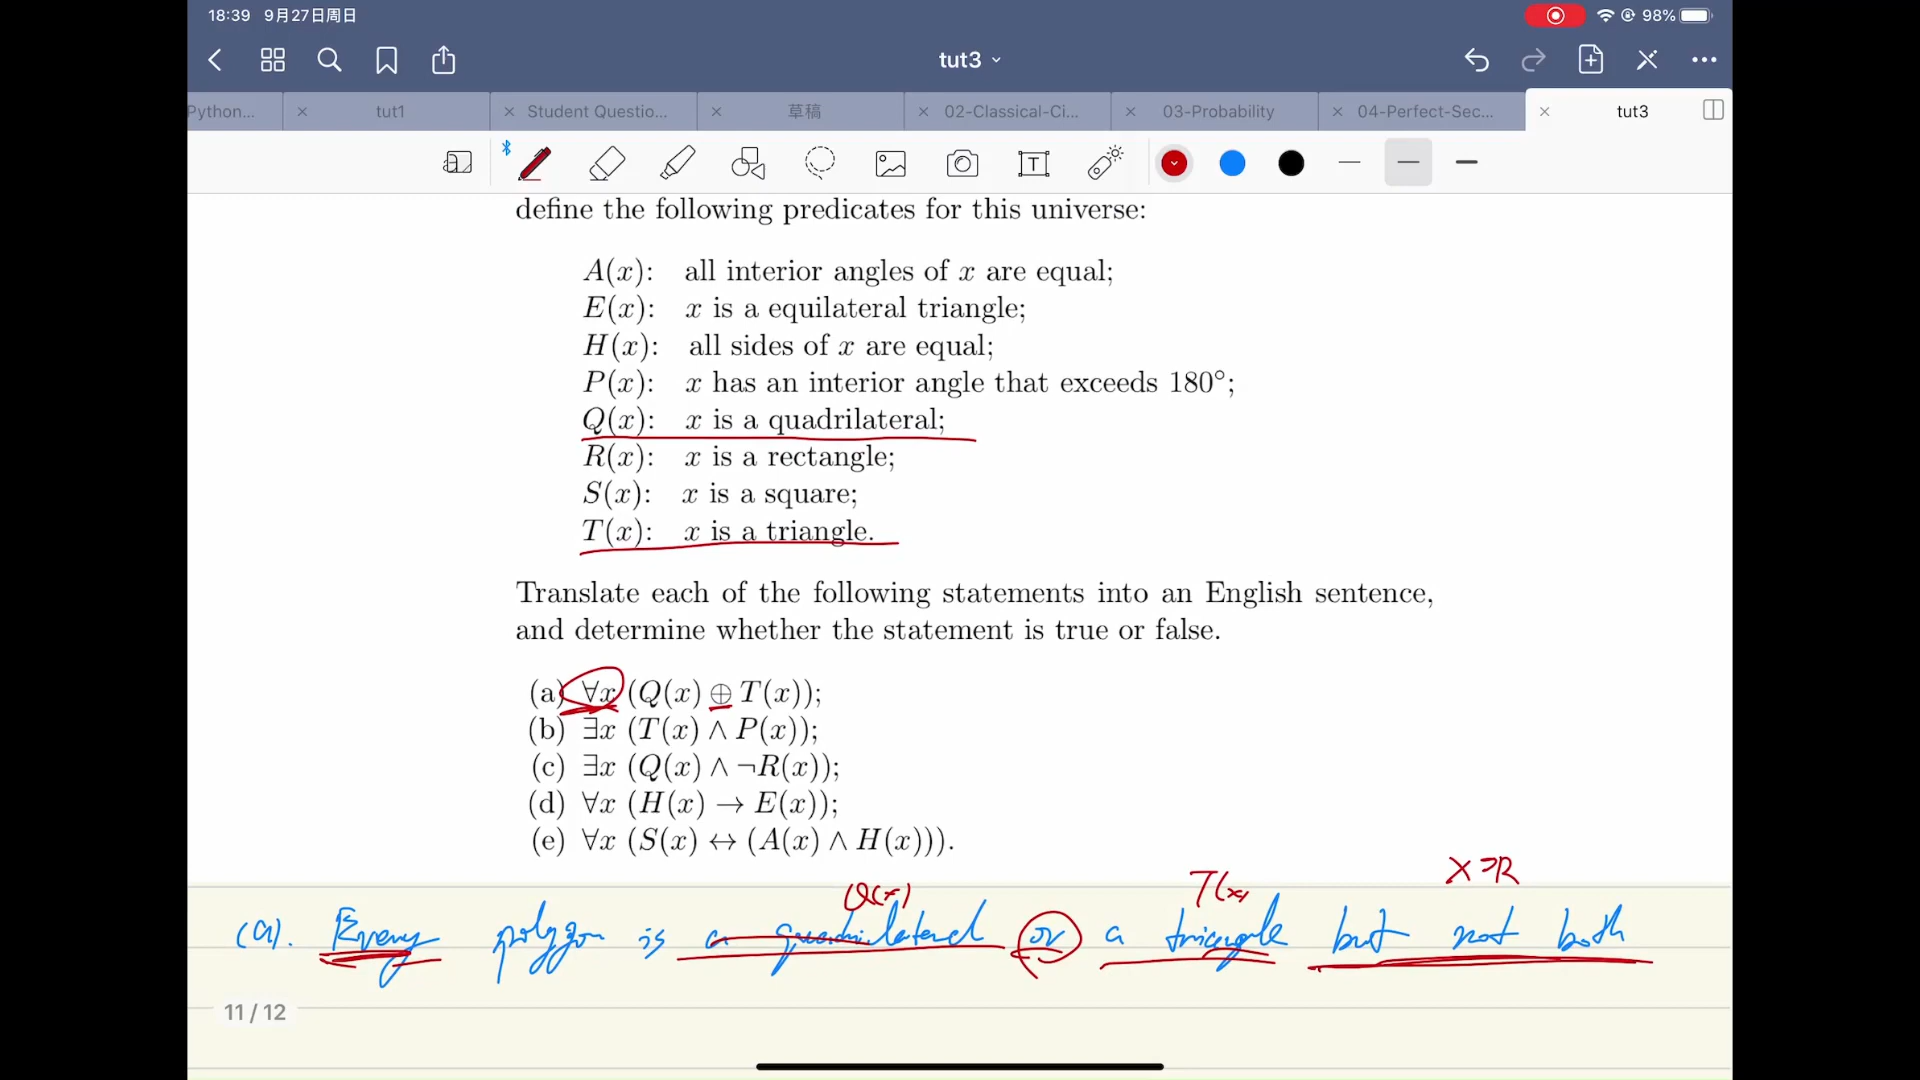 18:39 9月27日周日
98%
tut3
Python...
tut1
Student Questio...
草稿
02-Classical-Ci...
03-Probability
04-Perfect-Sec...
tut3
define the following predicates for this universe:
A(x): all interior angles of x are equal;
E(x): x is a equilateral triangle;
H(x): all sides of x are equal;
P(x): x has an interior angle that exceeds 180°;
Q(x): x is a quadrilateral;
R(x): x is a rectangle;
S(x): x is a square;
T(x): x is a triangle.
Translate each of the following statements into an English sentence,
and determine whether the statement is true or false.
(a) ∀x (Q(x) ⊕ T(x));
(b) ∃x (T(x) ∧ P(x));
(c) ∃x (Q(x) ∧ ¬R(x));
(d) ∀x (H(x) → E(x));
(e) ∀x (S(x) ↔ (A(x) ∧ H(x))).
Q(x) T(x)
(a). Every polygon is a quadrilateral or a triangle but not both
11 / 12